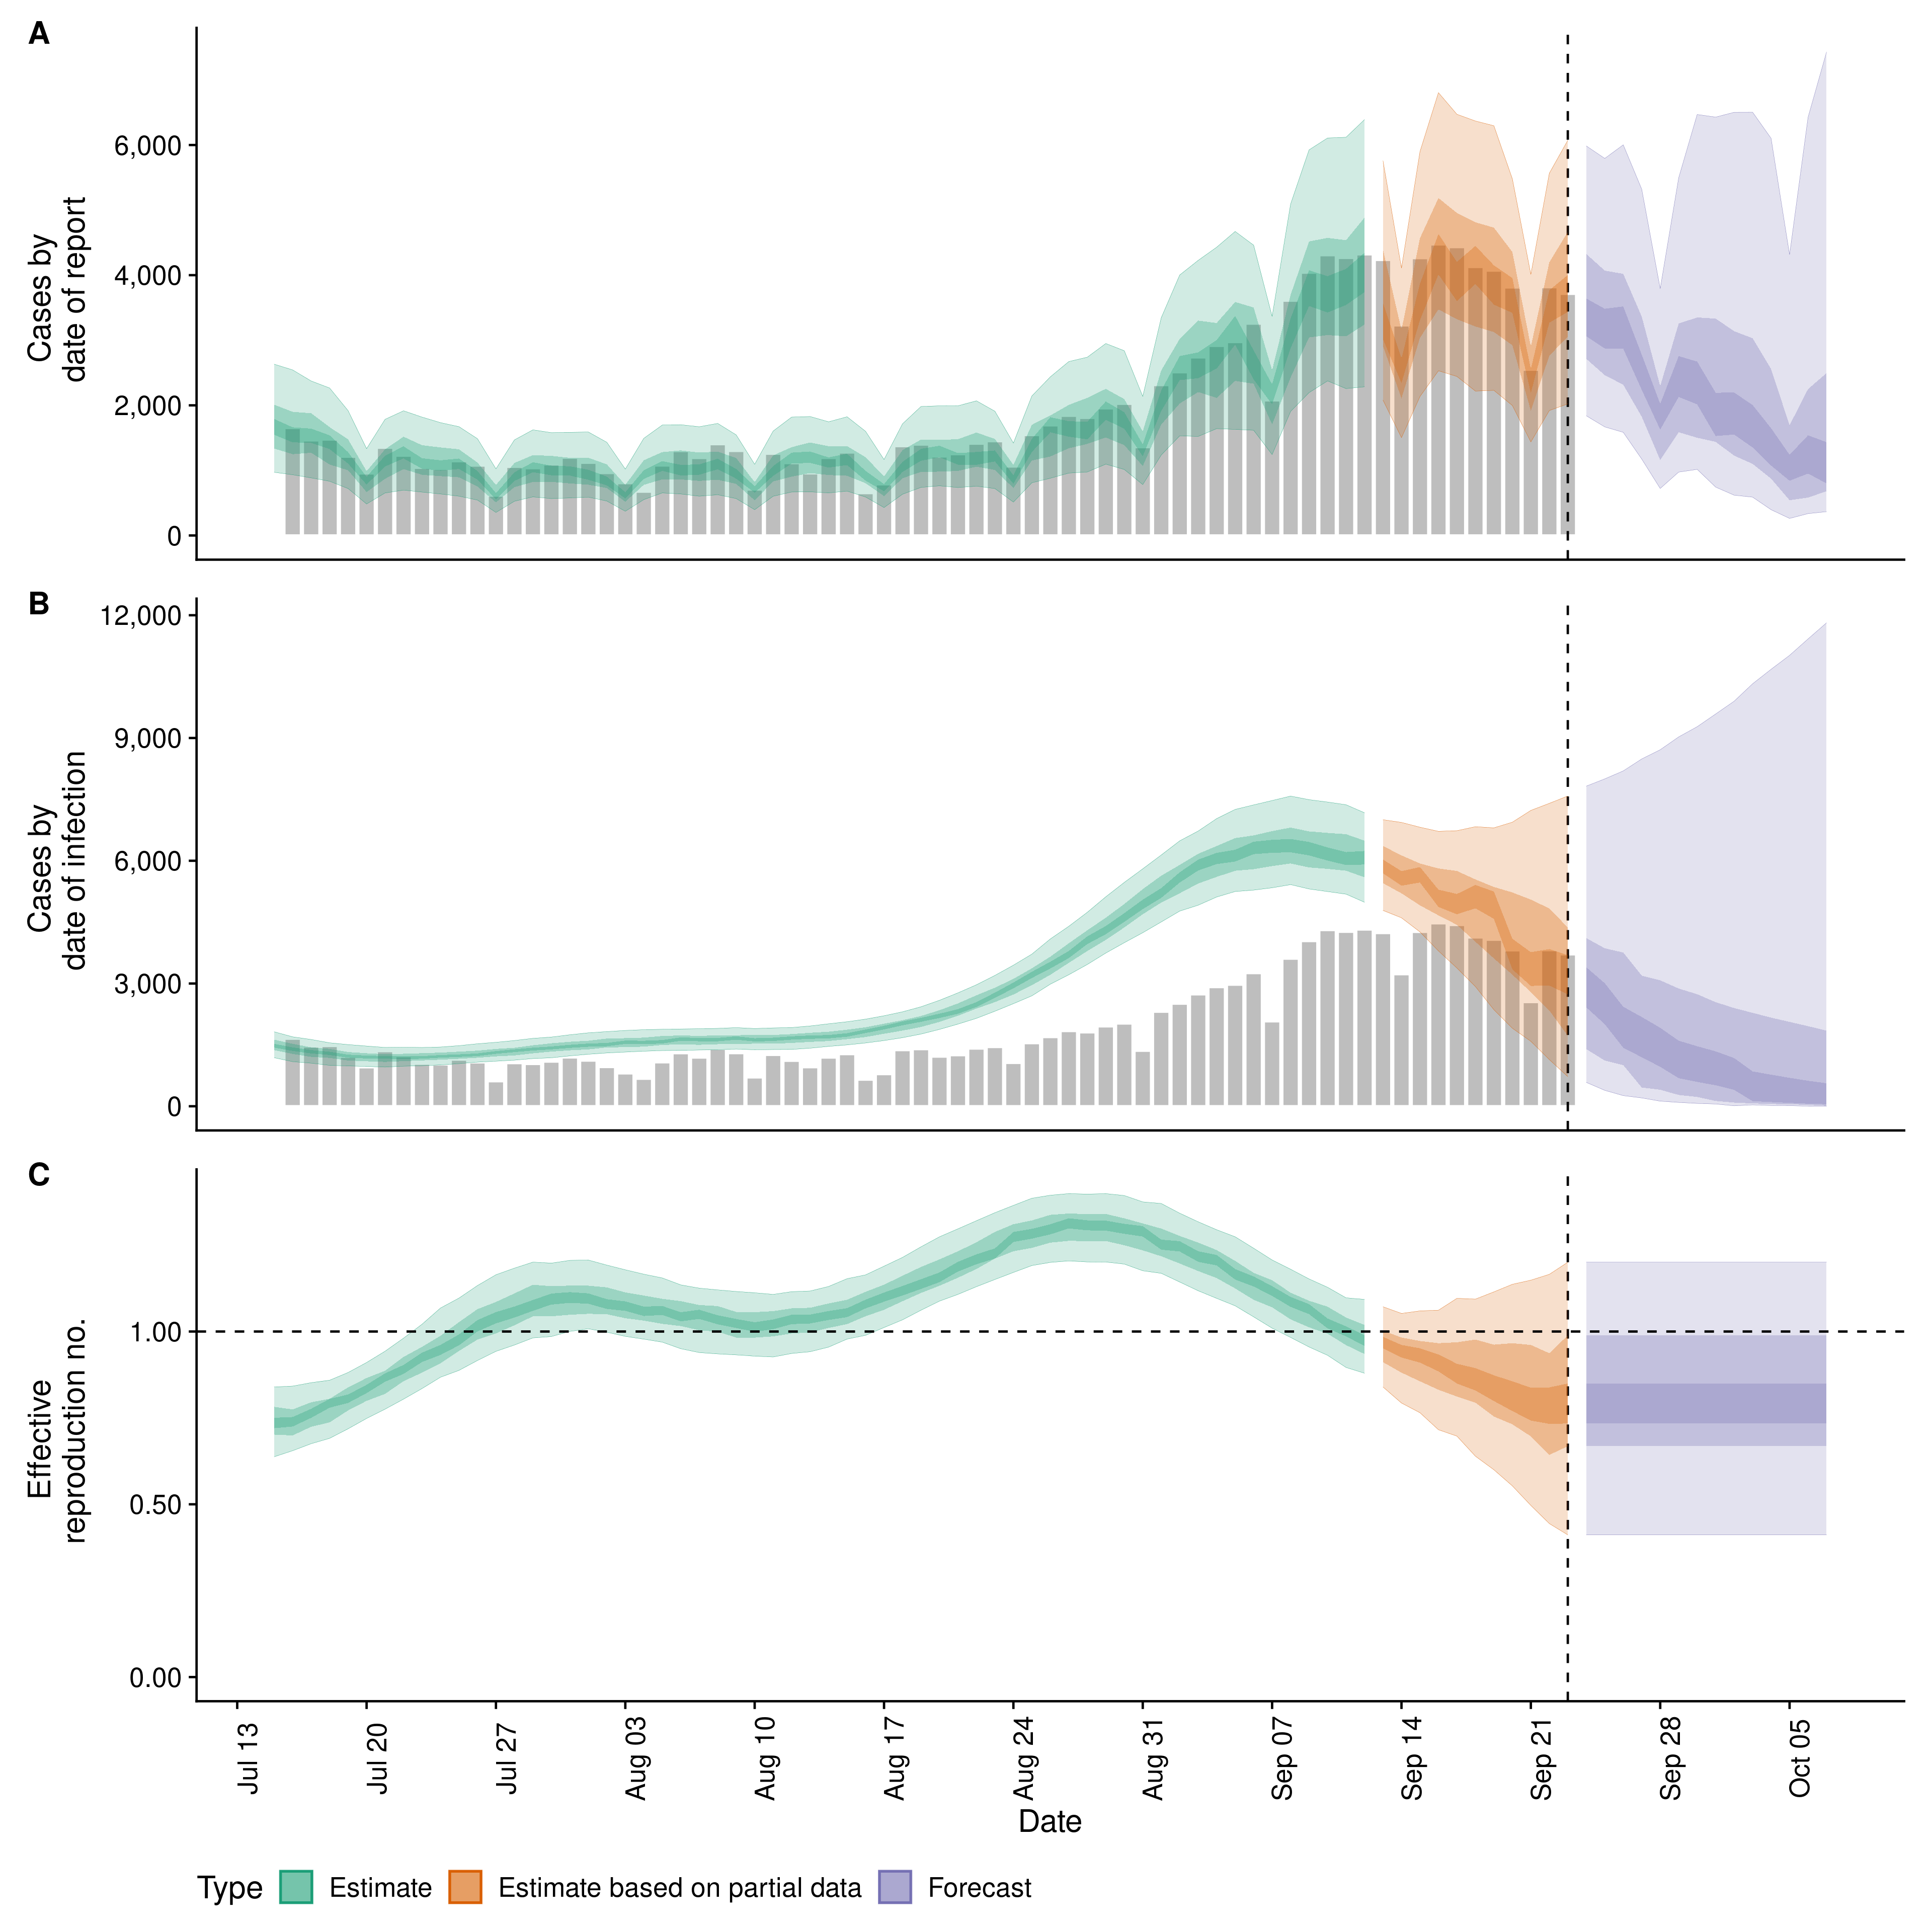 A
Cases by
date of report
6,000
4,000
2,000
0
B
Cases by
date of infection
12,000
9,000
6,000
3,000
0
C
Effective
reproduction no.
1.00
0.50
0.00
Jul 13
Jul 20
Jul 27
Aug 03
Aug 10
Aug 17
Aug 24
Aug 31
Sep 07
Sep 14
Sep 21
Sep 28
Oct 05
Date
Type Estimate Estimate based on partial data Forecast